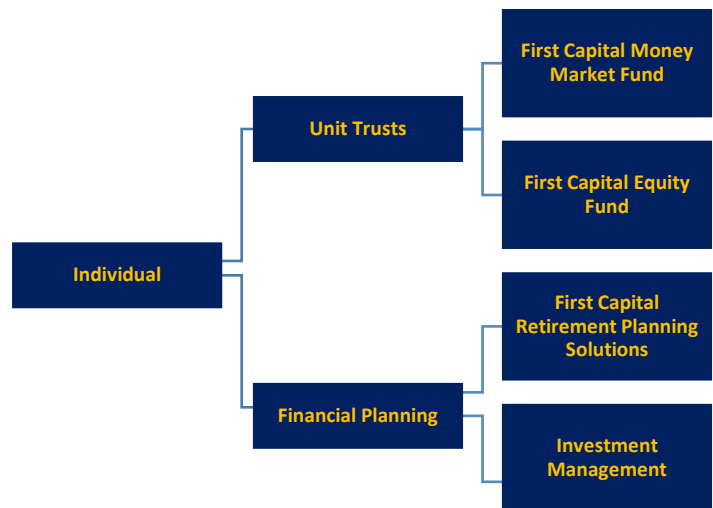 Individual
Unit Trusts
First Capital Money
Market Fund
First Capital Equity
Fund
Financial Planning
First Capital
Retirement Planning
Solutions
Investment
Management